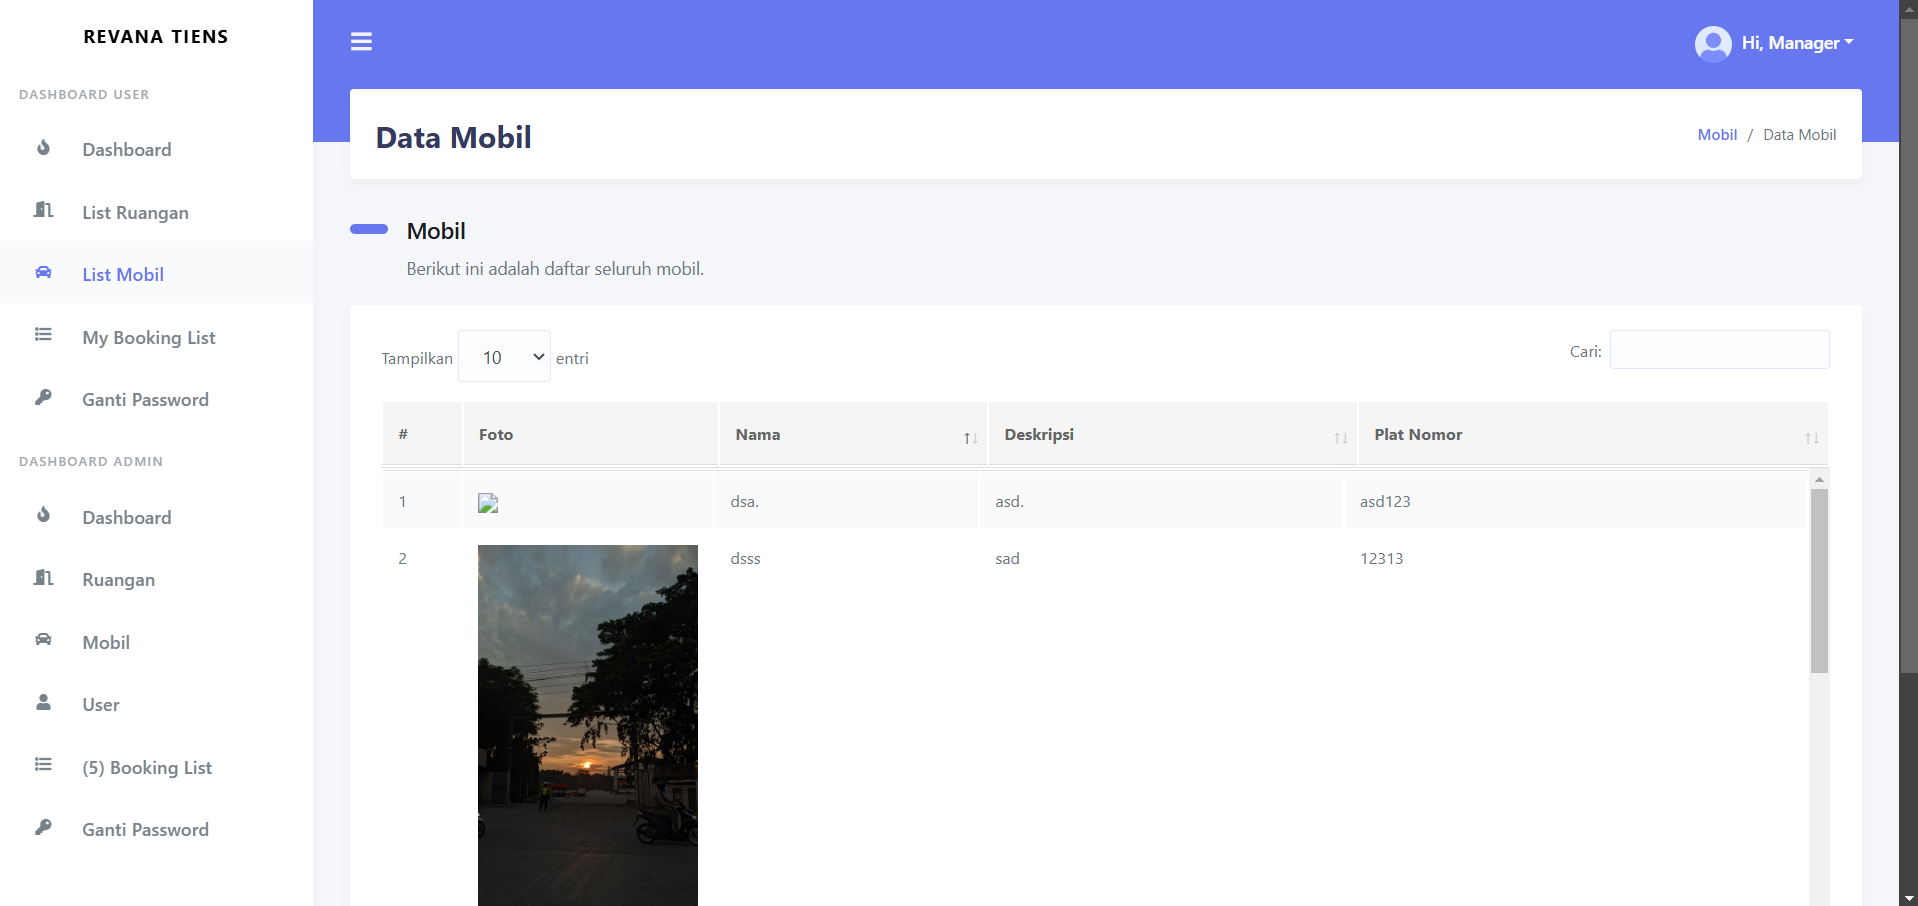 REVANA TIENS
DASHBOARD USER
Dashboard
List Ruangan
List Mobil
My Booking List
Ganti Password
DASHBOARD ADMIN
Dashboard
Ruangan
Mobil
User
(5) Booking List
Ganti Password
Hi, Manager
Data Mobil
Mobil / Data Mobil
Mobil
Berikut ini adalah daftar seluruh mobil.
Tampilkan 10 entri
Cari:
# Foto Nama Deskripsi Plat Nomor
1 dsa. asd. asd123
2 dsss sad 12313